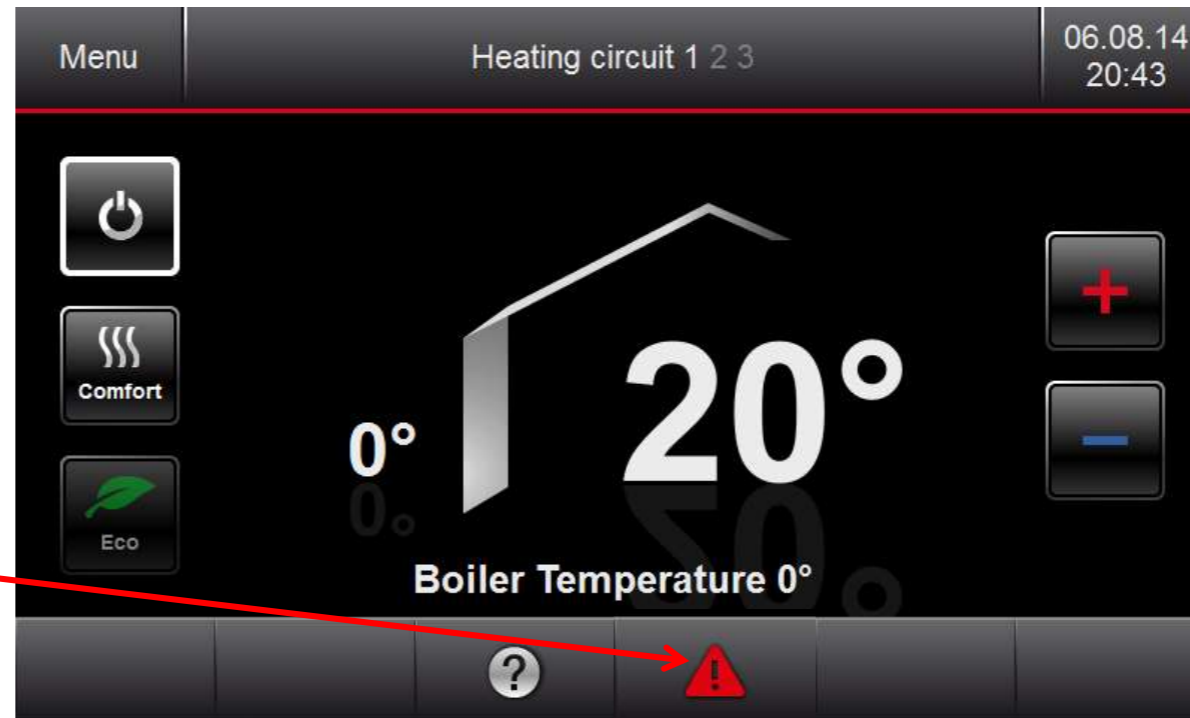 Menu
Heating circuit 1 2 3
06.08.14
20:43
Comfort
Eco
0°
20°
+
−
Boiler Temperature 0°
?
!